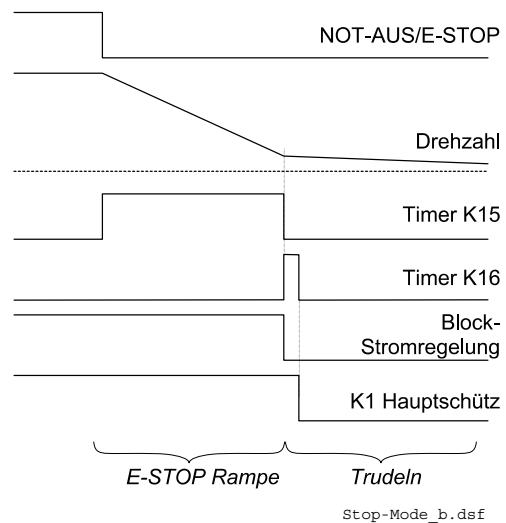 NOT-AUS/E-STOP
Drehzahl
Timer K15
Timer K16
Block-
Stromregelung
K1 Hauptschütz
E-STOP Rampe
Trudeln
Stop-Mode_b.dsf